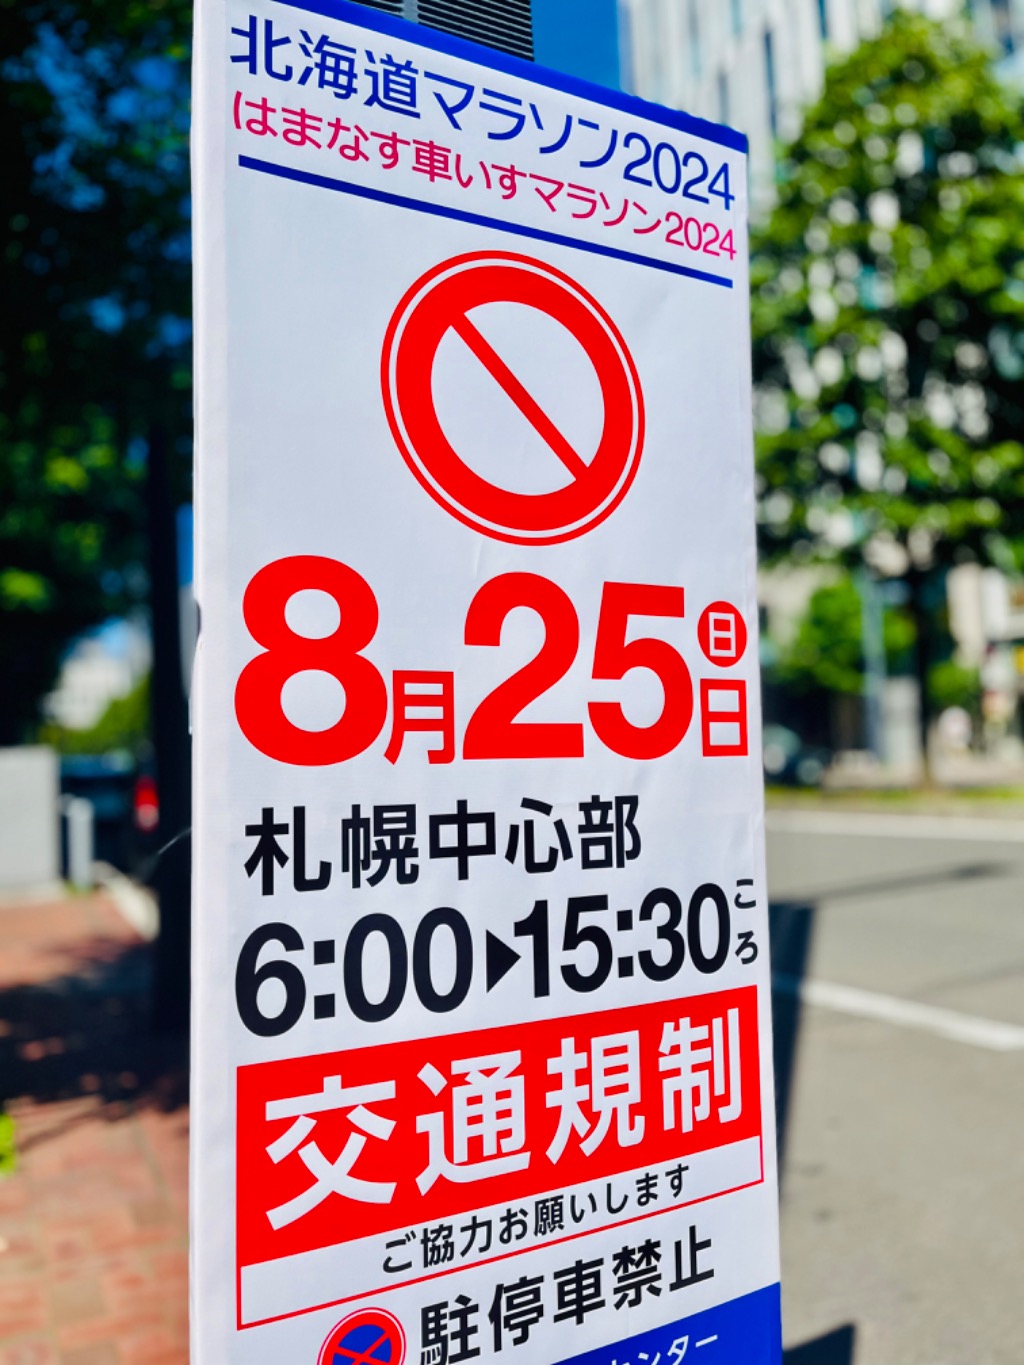 北海道マラソン2024
はまなす車いすマラソン2024
8月25日㊐
札幌中心部
6:00▶15:30ころ
交通規制
ご協力お願いします
駐停車禁止
ンター